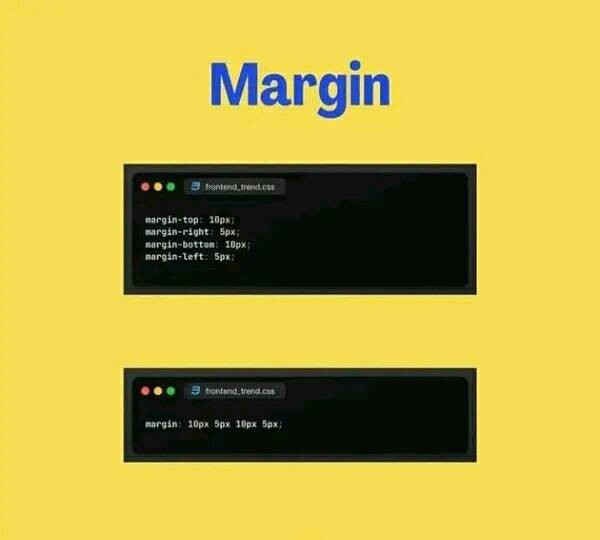 Margin
frontend_trend.css
margin-top: 10px;
margin-right: 5px;
margin-bottom: 10px;
margin-left: 5px;
frontend_trend.css
margin: 10px 5px 10px 5px;